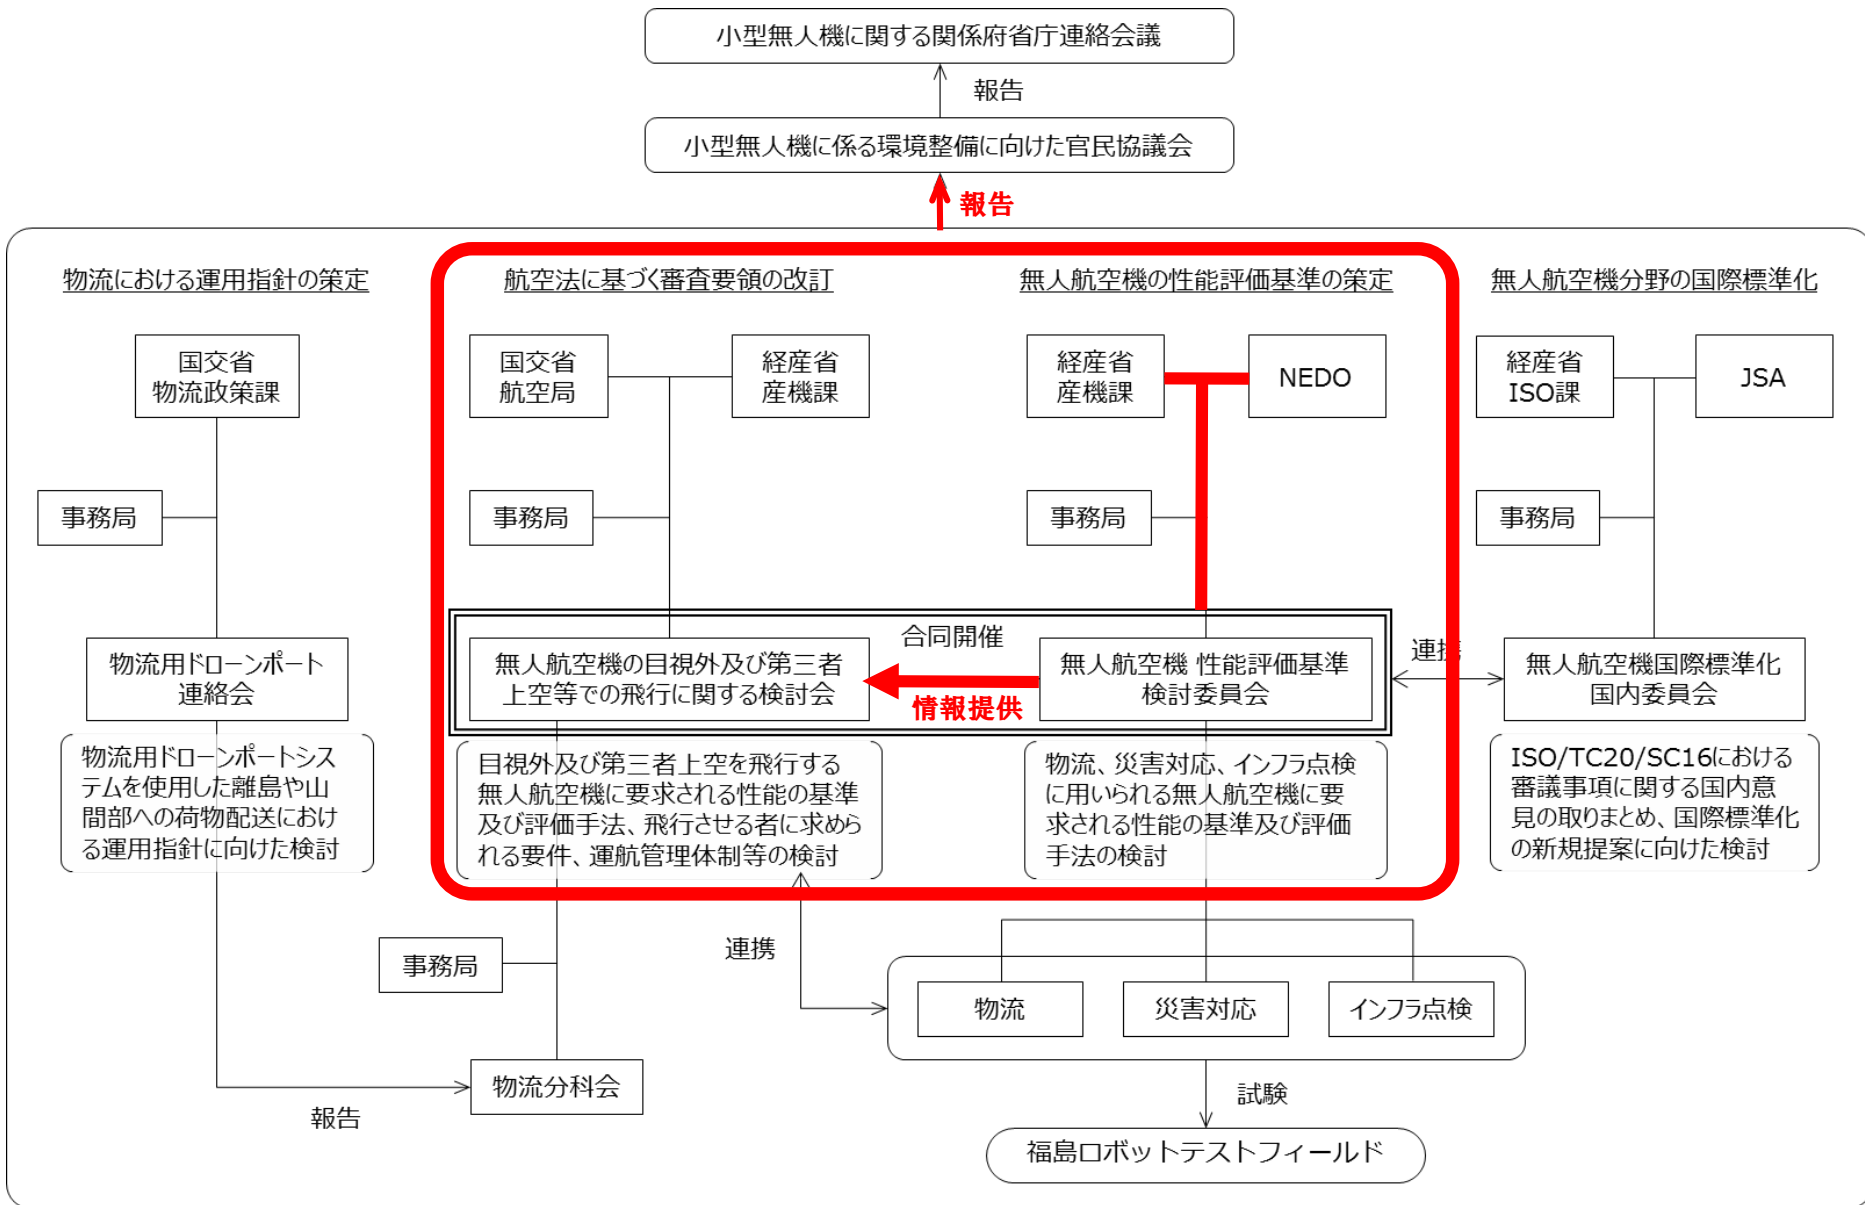 小型無人機に関する関係府省庁連絡会議
報告
小型無人機に係る環境整備に向けた官民協議会
報告
物流における運用指針の策定
航空法に基づく審査要領の改訂
無人航空機の性能評価基準の策定
無人航空機分野の国際標準化
国交省
物流政策課
国交省
航空局
経産省
産機課
経産省
産機課
NEDO
経産省
ISO課
JSA
事務局
事務局
事務局
事務局
合同開催
物流用ドローンポート
連絡会
無人航空機の目視外及び第三者
上空等での飛行に関する検討会
情報提供
無人航空機 性能評価基準
検討委員会
連携
無人航空機国際標準化
国内委員会
物流用ドローンポートシス
テムを使用した離島や山
間部への荷物配送におけ
る運用指針に向けた検討
目視外及び第三者上空を飛行する
無人航空機に要求される性能の基準
及び評価手法、飛行させる者に求めら
れる要件、運航管理体制等の検討
物流、災害対応、インフラ点検
に用いられる無人航空機に要
求される性能の基準及び評価
手法の検討
ISO/TC20/SC16における
審議事項に関する国内意
見の取りまとめ、国際標準化
の新規提案に向けた検討
事務局
連携
物流
災害対応
インフラ点検
物流分科会
報告
試験
福島ロボットテストフィールド